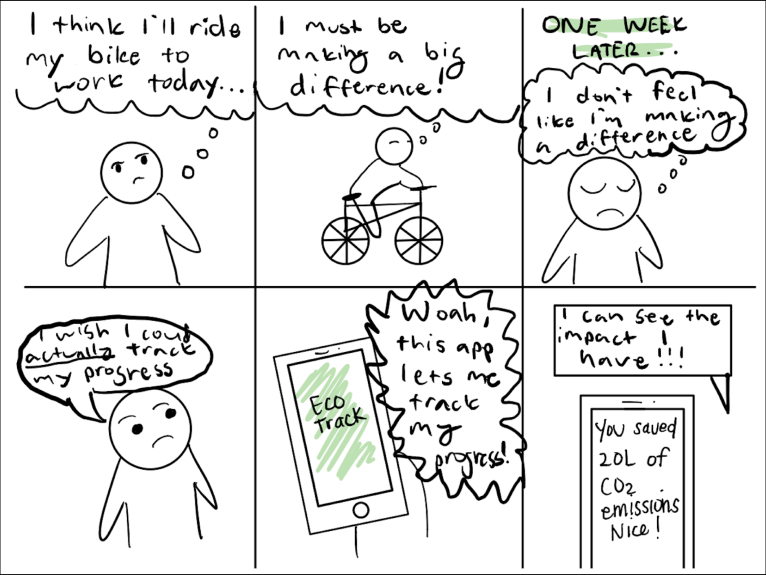 I think I'll ride
my bike to
work today...
I must be
making a big
difference!
ONE WEEK
LATER...
I don't feel
like I'm making
a difference
I wish I could
actually track
my progress
Eco
track
Woah,
this app
lets me
track
my
progress!
I can see the
impact I
have!!!
You saved
20L of
CO2
emissions
Nice!